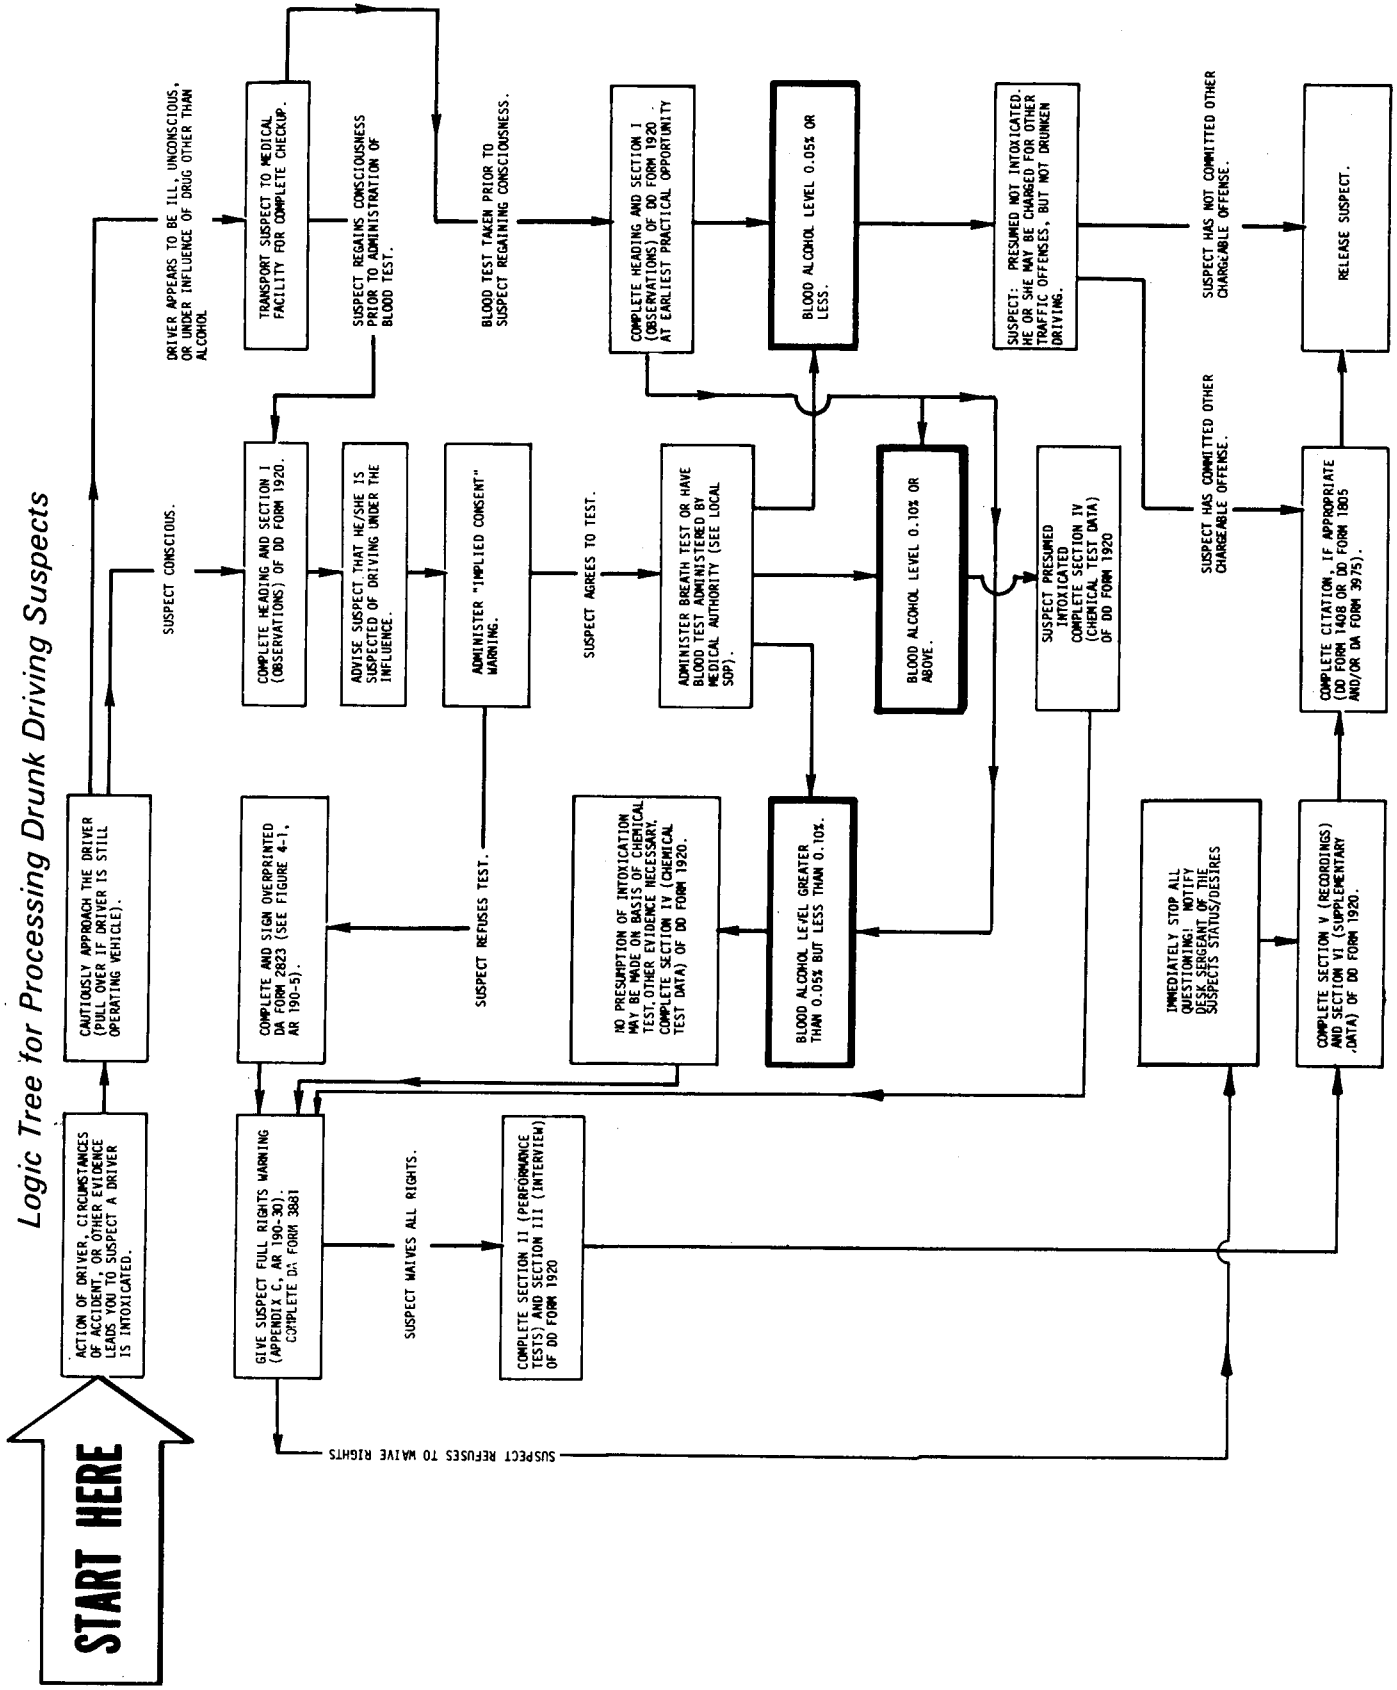 Logic Tree for Processing Drunk Driving Suspects
START HERE
ACTION OF DRIVER, CIRCUMSTANCES
OF ACCIDENT, OR OTHER EVIDENCE
LEADS YOU TO SUSPECT A DRIVER
IS INTOXICATED.
CAUTIOUSLY APPROACH THE DRIVER
(PULL OVER IF DRIVER IS STILL
OPERATING VEHICLE).
SUSPECT CONSCIOUS.
DRIVER APPEARS TO BE ILL, UNCONSCIOUS,
OR UNDER INFLUENCE OF DRUG OTHER THAN
ALCOHOL
TRANSPORT SUSPECT TO MEDICAL
FACILITY FOR COMPLETE CHECKUP.
SUSPECT REGAINS CONSCIOUSNESS
PRIOR TO ADMINISTRATION OF
BLOOD TEST.
BLOOD TEST TAKEN PRIOR TO
SUSPECT REGAINING CONSCIOUSNESS.
COMPLETE HEADING AND SECTION I
(OBSERVATIONS) OF DD FORM 1920.
ADVISE SUSPECT THAT HE/SHE IS
SUSPECTED OF DRIVING UNDER THE
INFLUENCE.
ADMINISTER "IMPLIED CONSENT"
WARNING.
SUSPECT AGREES TO TEST.
SUSPECT REFUSES TEST.
COMPLETE AND SIGN OVERPRINTED
DA FORM 2823 (SEE FIGURE 4-1,
AR 190-5).
GIVE SUSPECT FULL RIGHTS WARNING
(APPENDIX C, AR 190-30).
COMPLETE DA FORM 3881
SUSPECT WAIVES ALL RIGHTS.
SUSPECT REFUSES TO WAIVE RIGHTS
COMPLETE SECTION II (PERFORMANCE
TESTS) AND SECTION III (INTERVIEW)
OF DD FORM 1920
NO PRESUMPTION OF INTOXICATION
MAY BE MADE ON BASIS OF CHEMICAL
TEST, OTHER EVIDENCE NECESSARY.
COMPLETE SECTION IV (CHEMICAL
TEST DATA) OF DD FORM 1920.
ADMINISTER BREATH TEST OR HAVE
BLOOD TEST ADMINISTERED BY
MEDICAL AUTHORITY (SEE LOCAL
SOP).
COMPLETE HEADING AND SECTION I
(OBSERVATIONS) OF DD FORM 1920
AT EARLIEST PRACTICAL OPPORTUNITY
BLOOD ALCOHOL LEVEL GREATER
THAN 0.05% BUT LESS THAN 0.10%.
BLOOD ALCOHOL LEVEL 0.10% OR
ABOVE.
BLOOD ALCOHOL LEVEL 0.05% OR
LESS.
SUSPECT PRESUMED
INTOXICATED
COMPLETE SECTION IV
(CHEMICAL TEST DATA)
OF DD FORM 1920
SUSPECT: PRESUMED NOT INTOXICATED.
HE OR SHE MAY BE CHARGED FOR OTHER
TRAFFIC OFFENSES, BUT NOT DRUNKEN
DRIVING.
IMMEDIATELY STOP ALL
QUESTIONING! NOTIFY
DESK SERGEANT OF THE
SUSPECTS STATUS/DESIRES
SUSPECT HAS COMMITTED OTHER
CHARGEABLE OFFENSE.
SUSPECT HAS NOT COMMITTED OTHER
CHARGEABLE OFFENSE.
COMPLETE SECTION V (RECORDINGS)
AND SECTION VI (SUPPLEMENTARY
DATA) OF DD FORM 1920.
COMPLETE CITATION, IF APPROPRIATE
(DD FORM 1408 OR DD FORM 1805
AND/OR DA FORM 3975).
RELEASE SUSPECT.